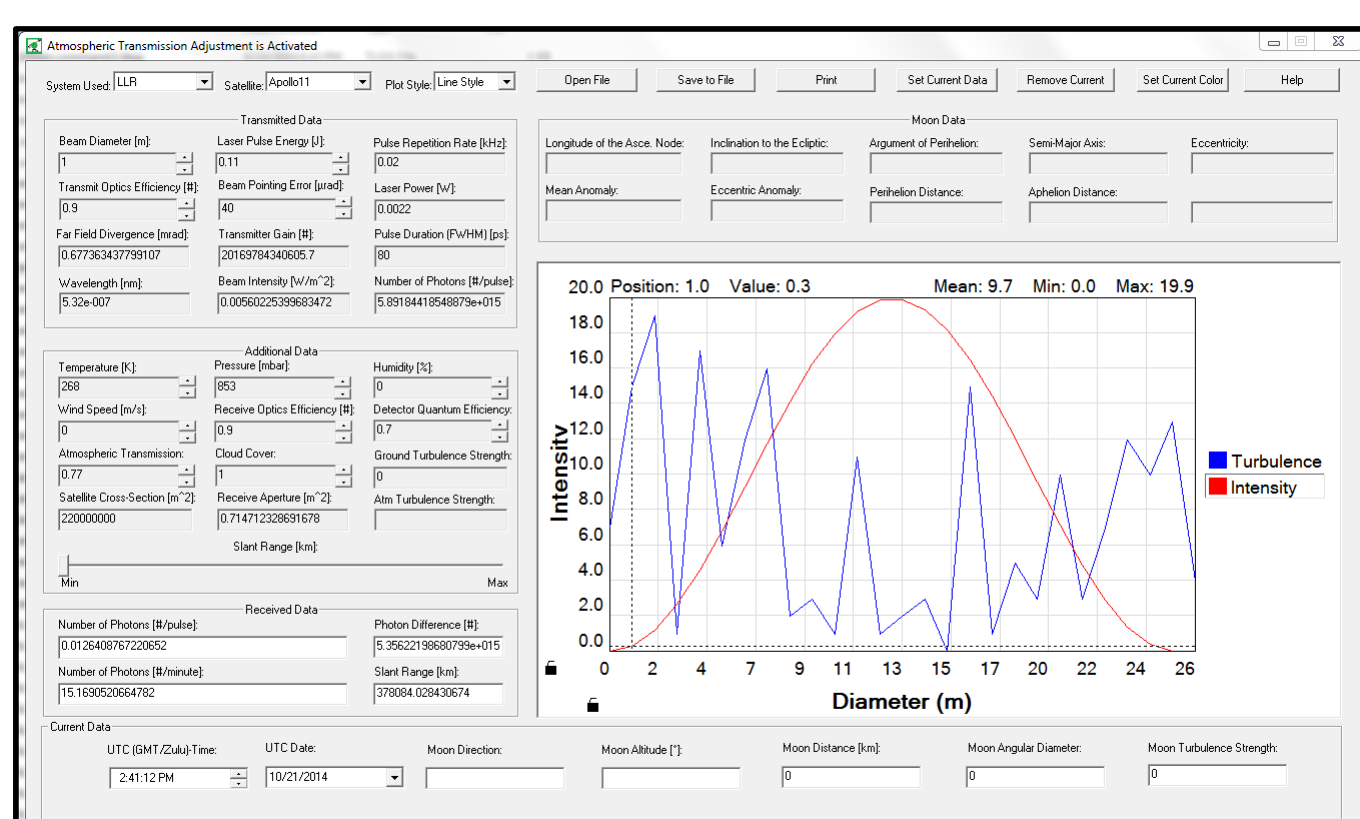 Atmospheric Transmission Adjustment is Activated
System Used: LLR Satellite: Apollo11 Plot Style: Line Style Open File Save to File Print Set Current Data Remove Current Set Current Color Help
Transmitted Data
Beam Diameter [m]: Laser Pulse Energy [J]: Pulse Repetition Rate [kHz]:
1 0.11 0.02
Transmit Optics Efficiency [#]: Beam Pointing Error [µrad]: Laser Power [W]:
0.9 40 0.0022
Far Field Divergence [mrad]: Transmitter Gain [#]: Pulse Duration (FWHM) [ps]:
0.677363437799107 20169784340605.7 80
Wavelength [nm]: Beam Intensity [W/m^2]: Number of Photons [#/pulse]:
5.32e-007 0.00560225399683472 5.89184418548879e+015
Additional Data
Temperature [K]: Pressure [mbar]: Humidity [%]:
268 853 0
Wind Speed [m/s]: Receive Optics Efficiency [#]: Detector Quantum Efficiency:
0 0.9 0.7
Atmospheric Transmission: Cloud Cover: Ground Turbulence Strength:
0.77 1 0
Satellite Cross-Section [m^2]: Receive Aperture [m^2]: Atm Turbulence Strength:
220000000 0.714712328691678
Slant Range [km]:
Min Max
Received Data
Number of Photons [#/pulse]: Photon Difference [#]:
0.0126408767220652 5.35622198680799e+015
Number of Photons [#/minute]: Slant Range [km]:
15.1690520664782 378084.028430674
Moon Data
Longitude of the Asce. Node: Inclination to the Ecliptic: Argument of Perihelion: Semi-Major Axis: Eccentricity:
Mean Anomaly: Eccentric Anomaly: Perihelion Distance: Aphelion Distance:
20.0 Position: 1.0 Value: 0.3 Mean: 9.7 Min: 0.0 Max: 19.9
18.0
16.0
14.0
12.0
10.0
8.0
6.0
4.0
2.0
0.0
Intensity
0 2 4 7 9 11 13 15 17 20 22 24 26
Diameter (m)
Turbulence
Intensity
Current Data
UTC (GMT/Zulu)-Time: UTC Date: Moon Direction: Moon Altitude [°]: Moon Distance [km]: Moon Angular Diameter: Moon Turbulence Strength:
2:41:12 PM 10/21/2014 0 0 0